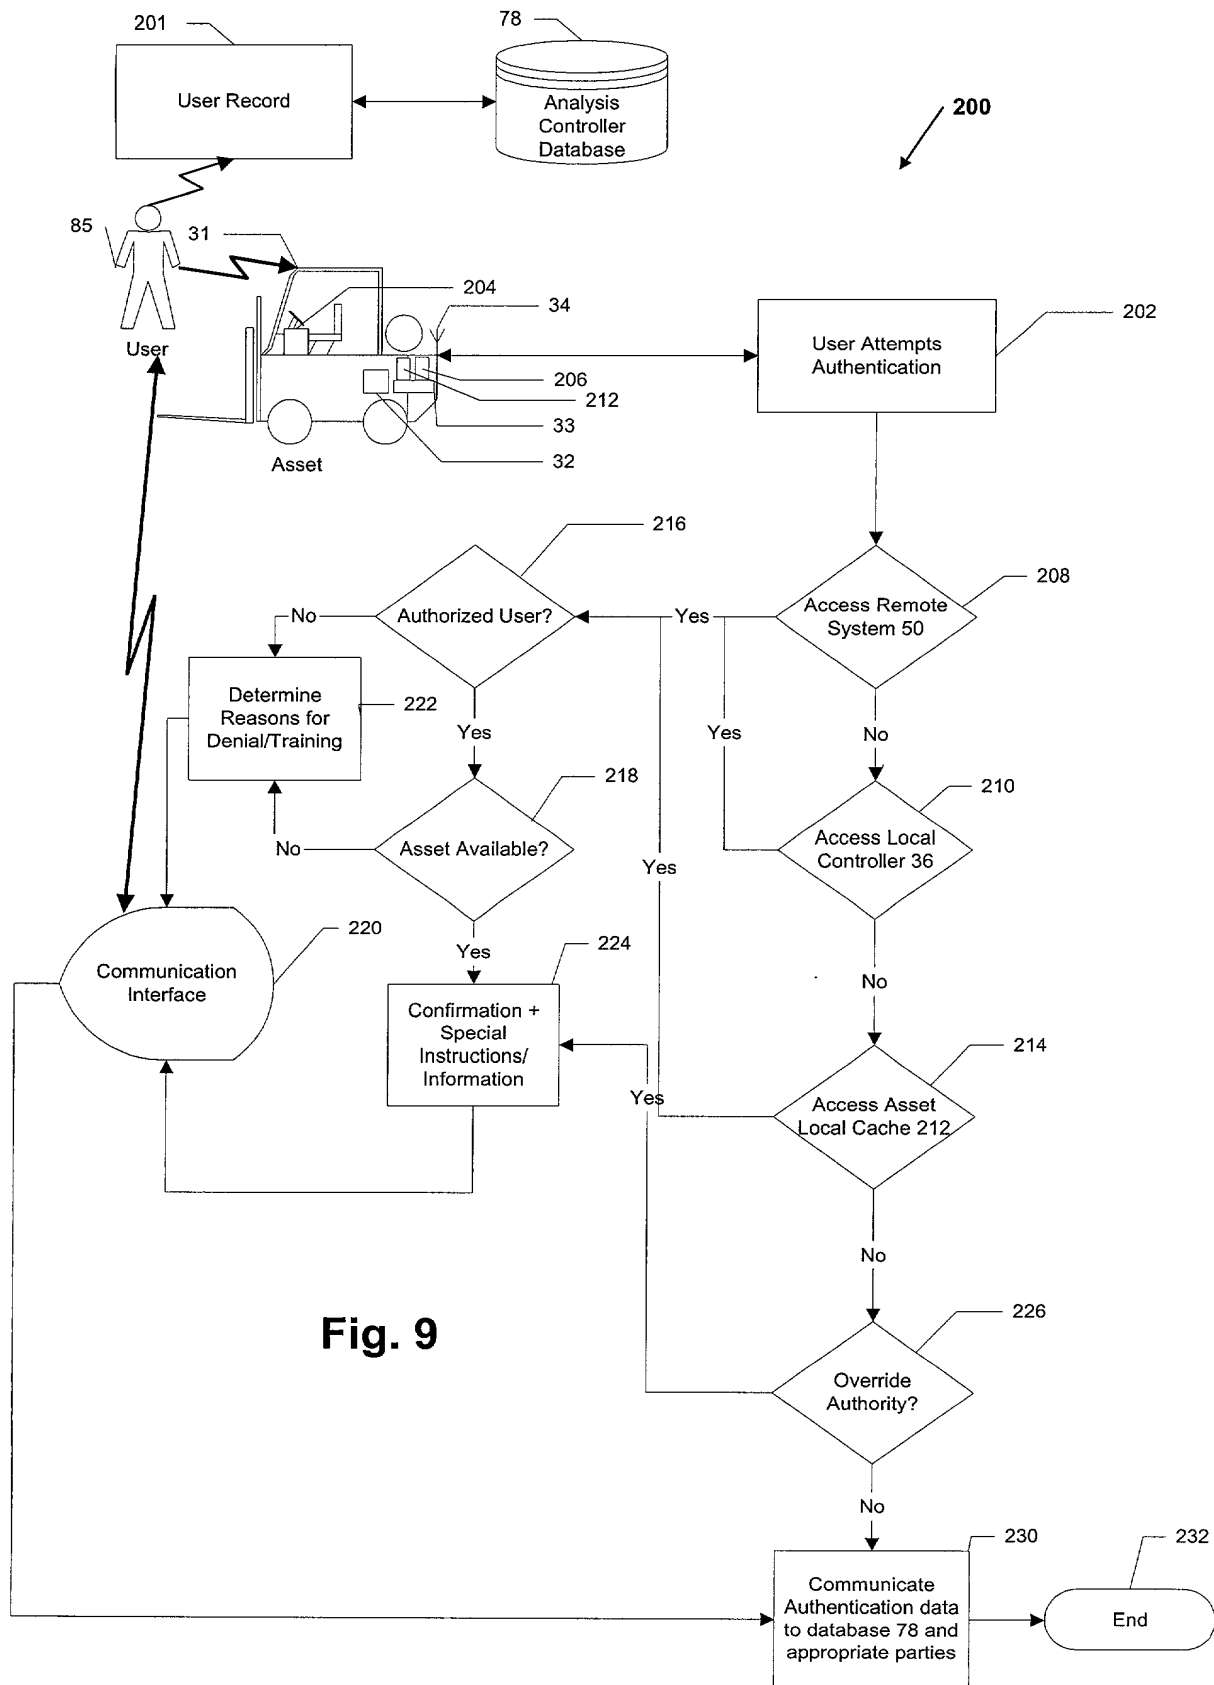 201
78
User Record
Analysis
Controller
Database
200
85
31
204
34
User
206
212
33
32
Asset
User Attempts
Authentication
202
216
Authorized User?
No
Yes
Access Remote
System 50
208
Determine
Reasons for
Denial/Training
222
Yes
Yes
No
218
210
No
Asset Available?
Yes
Access Local
Controller 36
220
Yes
224
No
Communication
Interface
Confirmation +
Special
Instructions/
Information
214
Yes
Access Asset
Local Cache 212
No
Fig. 9
226
Override
Authority?
No
230
232
Communicate
Authentication data
to database 78 and
appropriate parties
End